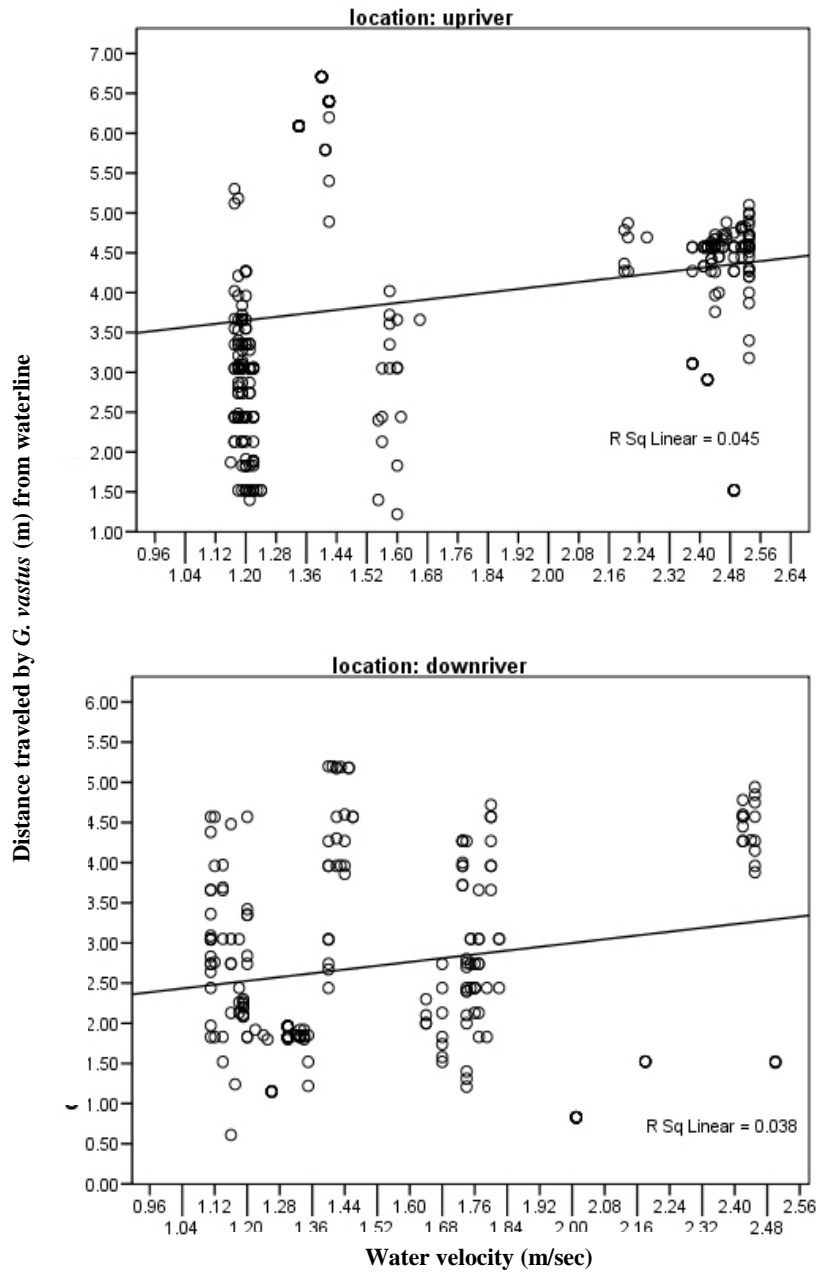 location: upriver
7.00
6.50
6.00
5.50
5.00
4.50
4.00
3.50
3.00
2.50
2.00
1.50
1.00
R Sq Linear = 0.045
0.96 1.12 1.28 1.44 1.60 1.76 1.92 2.08 2.24 2.40 2.56
1.04 1.20 1.36 1.52 1.68 1.84 2.00 2.16 2.32 2.48 2.64
Distance traveled by G. vastus (m) from waterline
location: downriver
6.00
5.50
5.00
4.50
4.00
3.50
3.00
2.50
2.00
1.50
1.00
0.50
0.00
R Sq Linear = 0.038
0.96 1.12 1.28 1.44 1.60 1.76 1.92 2.08 2.24 2.40 2.56
1.04 1.20 1.36 1.52 1.68 1.84 2.00 2.16 2.32 2.48
Water velocity (m/sec)